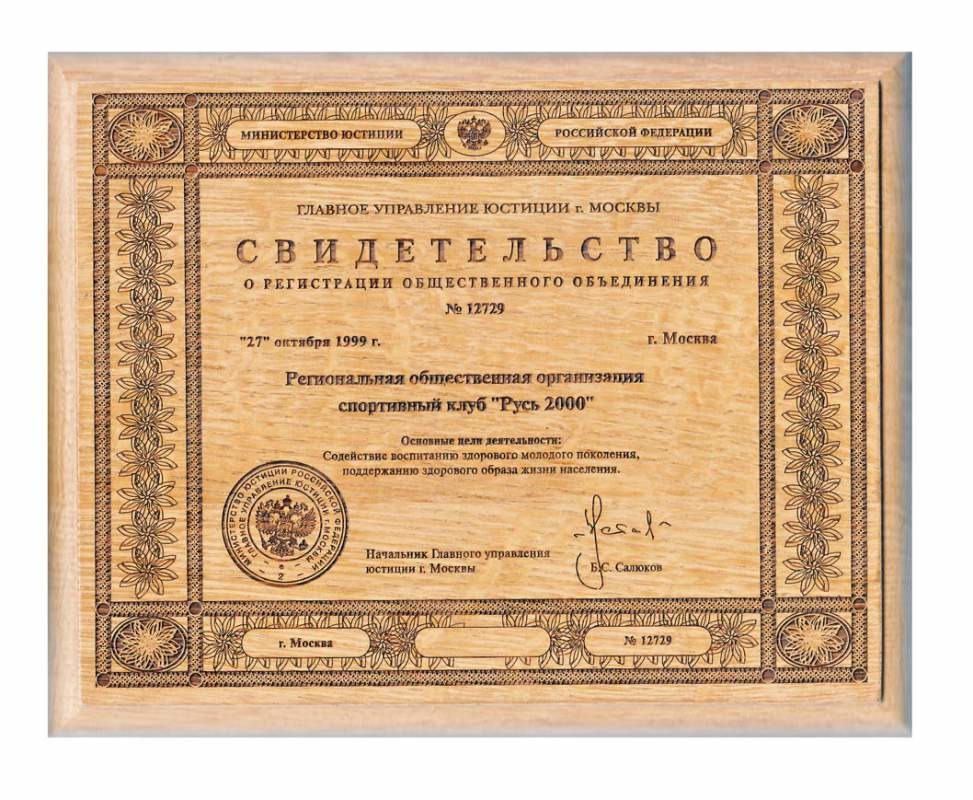 МИНИСТЕРСТВО ЮСТИЦИИ
РОССИЙСКОЙ ФЕДЕРАЦИИ
ГЛАВНОЕ УПРАВЛЕНИЕ ЮСТИЦИИ г. МОСКВЫ
СВИДЕТЕЛЬСТВО
О РЕГИСТРАЦИИ ОБЩЕСТВЕННОГО ОБЪЕДИНЕНИЯ
№ 12729
"27" октября 1999 г.
г. Москва
Региональная общественная организация
спортивный клуб "Русь 2000"
Основные цели деятельности:
Содействие воспитанию здорового молодого поколения,
поддержанию здорового образа жизни населения.
МИНИСТЕРСТВО ЮСТИЦИИ РОССИЙСКОЙ ФЕДЕРАЦИИ
ГЛАВНОЕ УПРАВЛЕНИЕ ЮСТИЦИИ г. МОСКВЫ
- 2 -
Начальник Главного управления
юстиции г. Москвы
Б.С. Салюков
г. Москва
№ 12729